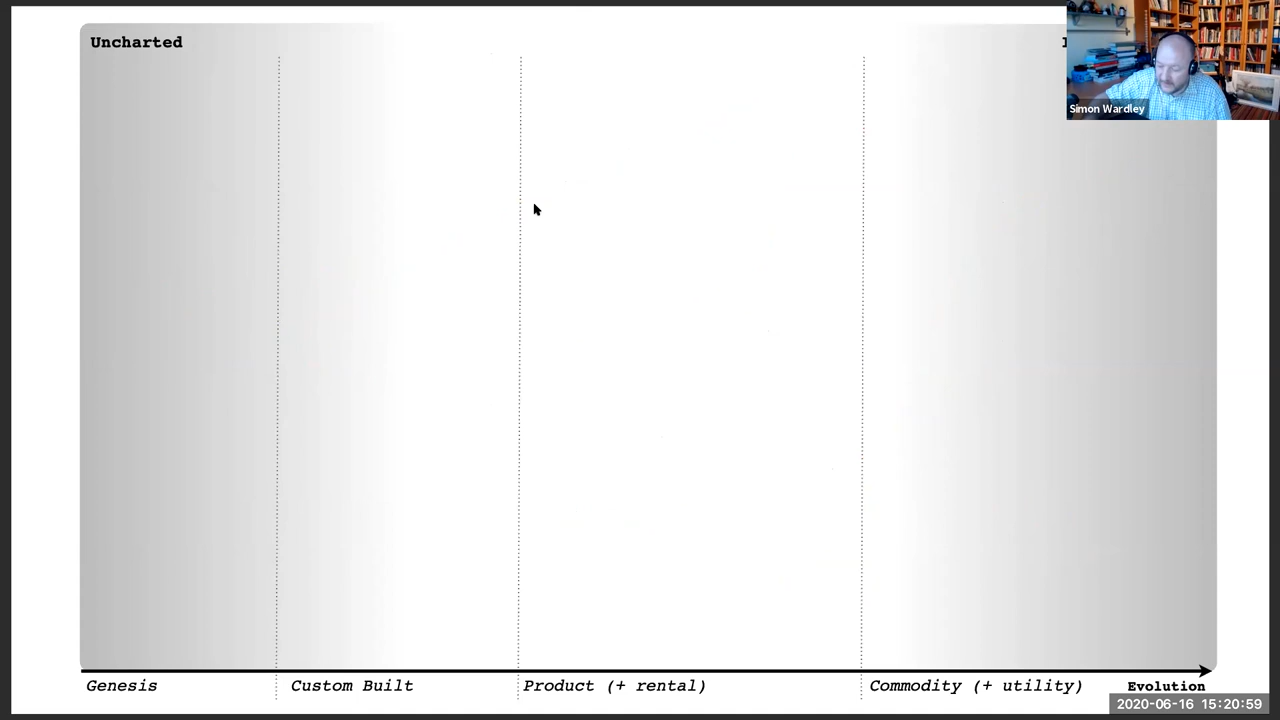 Uncharted
Simon Wardley
Genesis
Custom Built
Product (+ rental)
Commodity (+ utility)
Evolution
2020-06-16 15:20:59